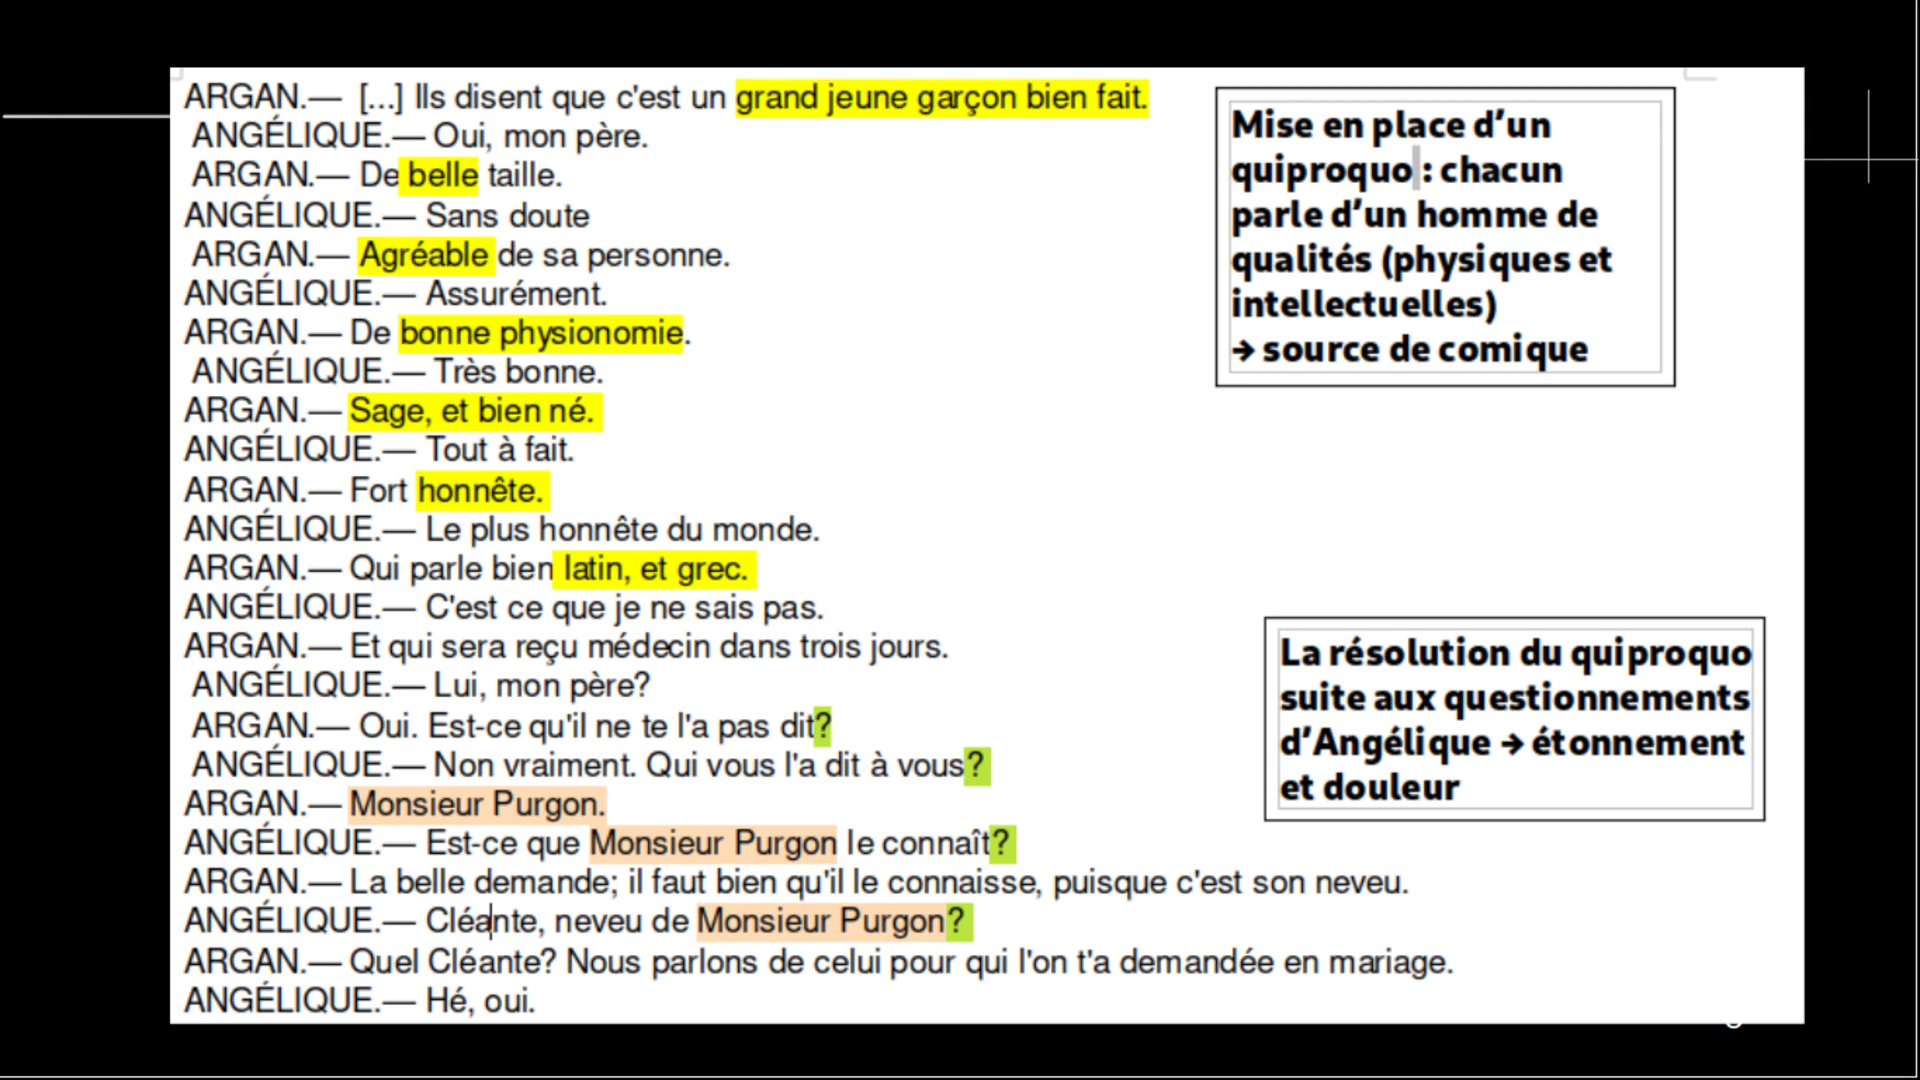 ARGAN.— [...] Ils disent que c'est un grand jeune garçon bien fait.
ANGÉLIQUE.— Oui, mon père.
ARGAN.— De belle taille.
ANGÉLIQUE.— Sans doute
ARGAN.— Agréable de sa personne.
ANGÉLIQUE.— Assurément.
ARGAN.— De bonne physionomie.
ANGÉLIQUE.— Très bonne.
ARGAN.— Sage, et bien né.
ANGÉLIQUE.— Tout à fait.
ARGAN.— Fort honnête.
ANGÉLIQUE.— Le plus honnête du monde.
ARGAN.— Qui parle bien latin, et grec.
ANGÉLIQUE.— C'est ce que je ne sais pas.
ARGAN.— Et qui sera reçu médecin dans trois jours.
ANGÉLIQUE.— Lui, mon père?
ARGAN.— Oui. Est-ce qu'il ne te l'a pas dit?
ANGÉLIQUE.— Non vraiment. Qui vous l'a dit à vous?
ARGAN.— Monsieur Purgon.
ANGÉLIQUE.— Est-ce que Monsieur Purgon le connaît?
ARGAN.— La belle demande; il faut bien qu'il le connaisse, puisque c'est son neveu.
ANGÉLIQUE.— Cléante, neveu de Monsieur Purgon?
ARGAN.— Quel Cléante? Nous parlons de celui pour qui l'on t'a demandée en mariage.
ANGÉLIQUE.— Hé, oui.
Mise en place d’un
quiproquo : chacun
parle d’un homme de
qualités (physiques et
intellectuelles)
→ source de comique
La résolution du quiproquo
suite aux questionnements
d’Angélique → étonnement
et douleur